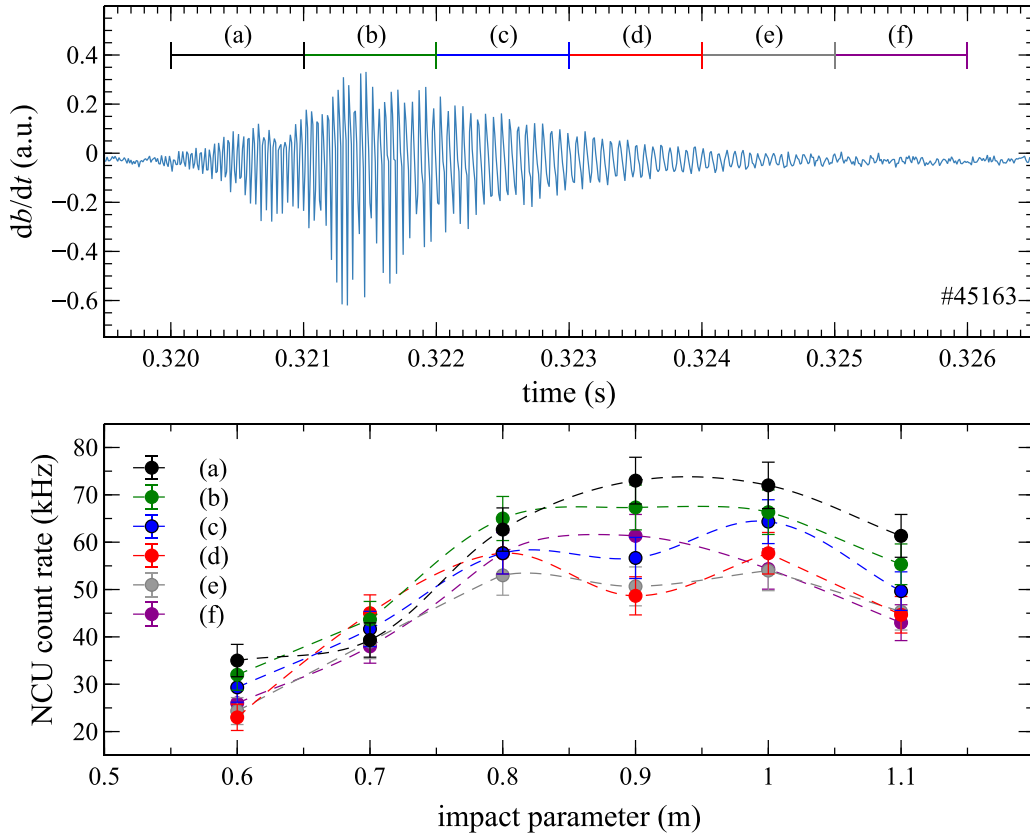 (a) (b) (c) (d) (e) (f)
0.4
0.2
0
−0.2
−0.4
−0.6
db/dt (a.u.)
#45163
0.320 0.321 0.322 0.323 0.324 0.325 0.326
time (s)
80
70
60
50
40
30
20
NCU count rate (kHz)
(a)
(b)
(c)
(d)
(e)
(f)
0.5 0.6 0.7 0.8 0.9 1 1.1
impact parameter (m)